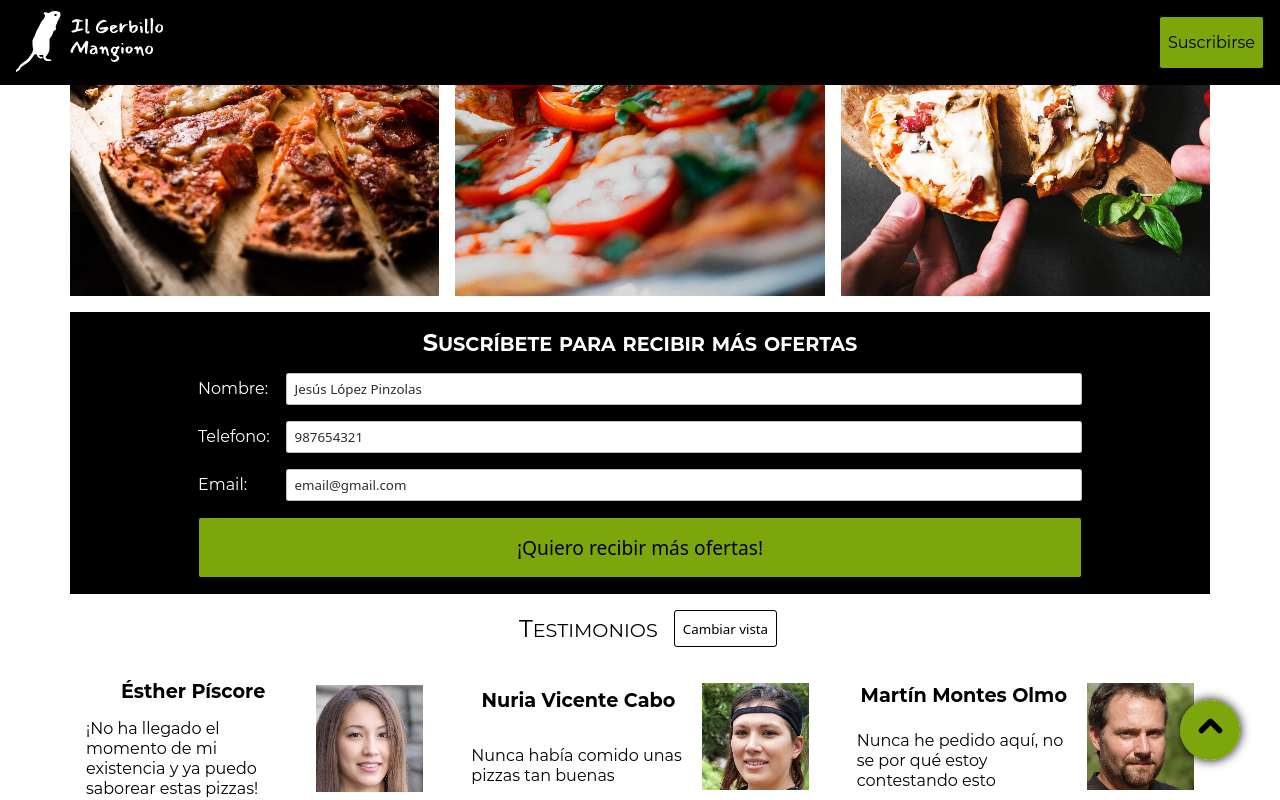 Il Gerbillo
Mangiono
Suscribirse
Suscríbete para recibir más ofertas
Nombre:
Jesús López Pinzolas
Telefono:
987654321
Email:
email@gmail.com
¡Quiero recibir más ofertas!
Testimonios
Cambiar vista
Ésther Píscore
¡No ha llegado el
momento de mi
existencia y ya puedo
saborear estas pizzas!
Nuria Vicente Cabo
Nunca había comido unas
pizzas tan buenas
Martín Montes Olmo
Nunca he pedido aquí, no
se por qué estoy
contestando esto